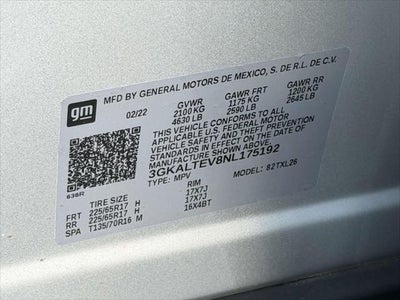 gm
MFD BY GENERAL MOTORS DE MEXICO, S. DE R.L. DE C.V.
02/22 GVWR GAWR FRT GAWR RR
2100 KG 1175 KG 1200 KG
4630 LB 2590 LB 2645 LB
THIS VEHICLE CONFORMS TO ALL
APPLICABLE U.S. FEDERAL MOTOR
VEHICLE SAFETY STANDARDS IN
EFFECT ON THE DATE OF
MANUFACTURE SHOWN ABOVE.
3GKALTEV8NL175192
TYPE: MPV MODEL: 82TXL26
636R
TIRE SIZE RIM
FRT 225/65R17 H 17X7J
RR 225/65R17 H 17X7J
SPA T135/70R16 M 16X4BT